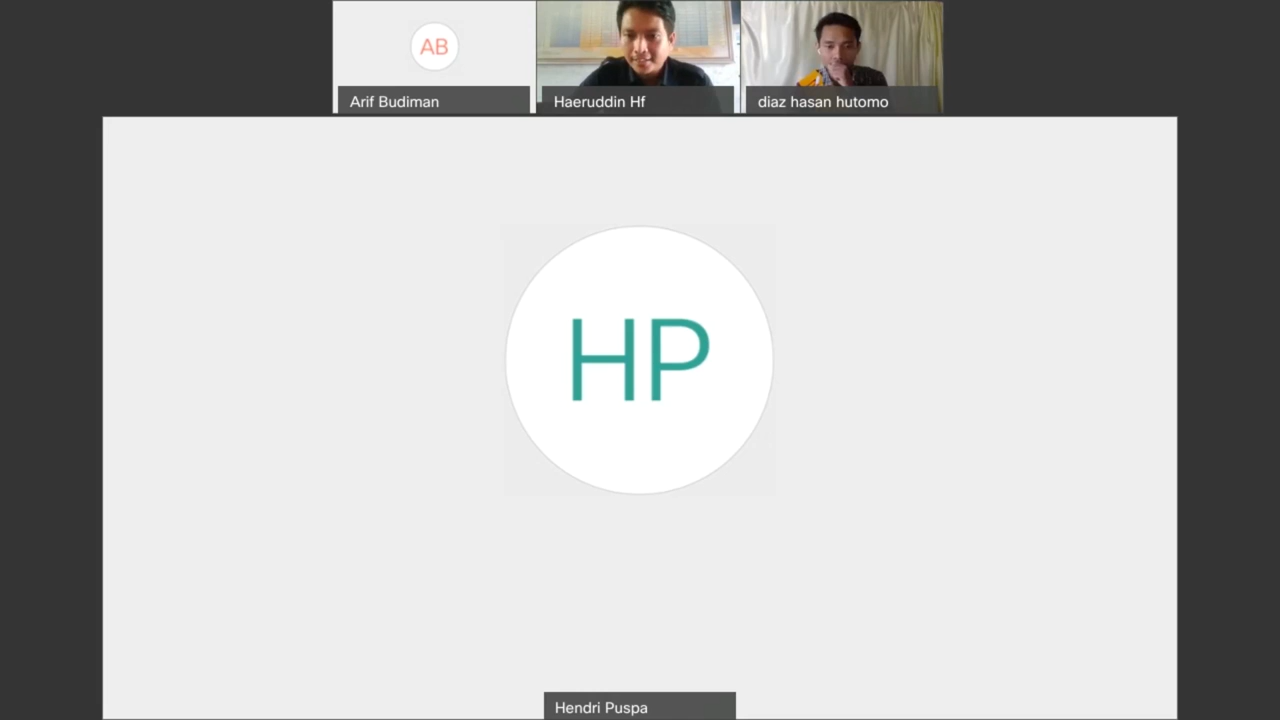 AB
Arif Budiman
Haeruddin Hf
diaz hasan hutomo
HP
Hendri Puspa